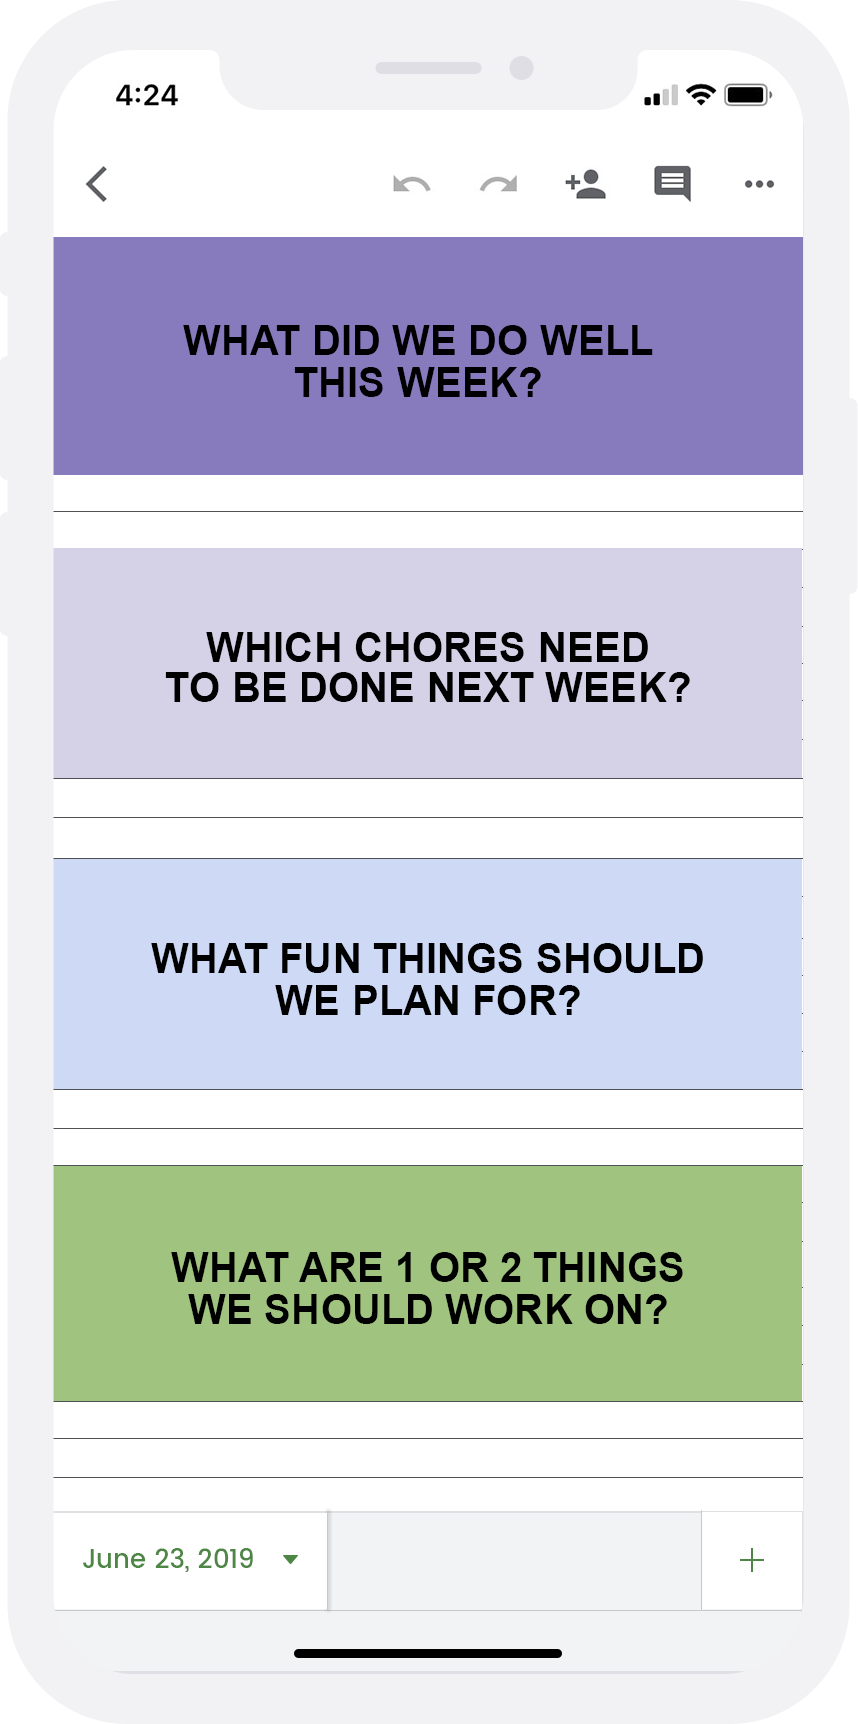 4:24
WHAT DID WE DO WELL
THIS WEEK?
WHICH CHORES NEED
TO BE DONE NEXT WEEK?
WHAT FUN THINGS SHOULD
WE PLAN FOR?
WHAT ARE 1 OR 2 THINGS
WE SHOULD WORK ON?
June 23, 2019